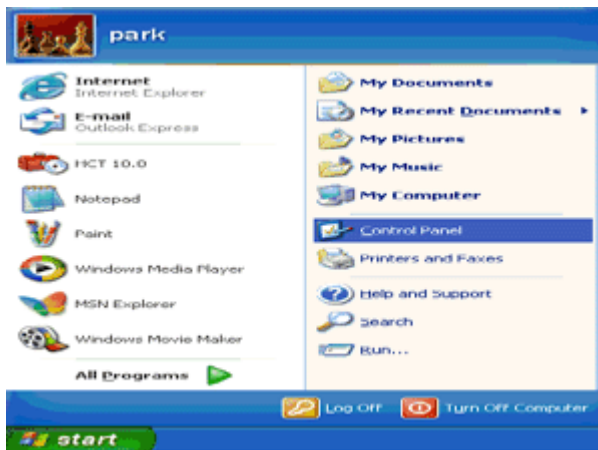 park
Internet
Internet Explorer
E-mail
Outlook Express
HCT 10.0
Notepad
Paint
Windows Media Player
MSN Explorer
Windows Movie Maker
All Programs
My Documents
My Recent Documents
My Pictures
My Music
My Computer
Control Panel
Printers and Faxes
Help and Support
Search
Run...
Log Off
Turn Off Computer
start